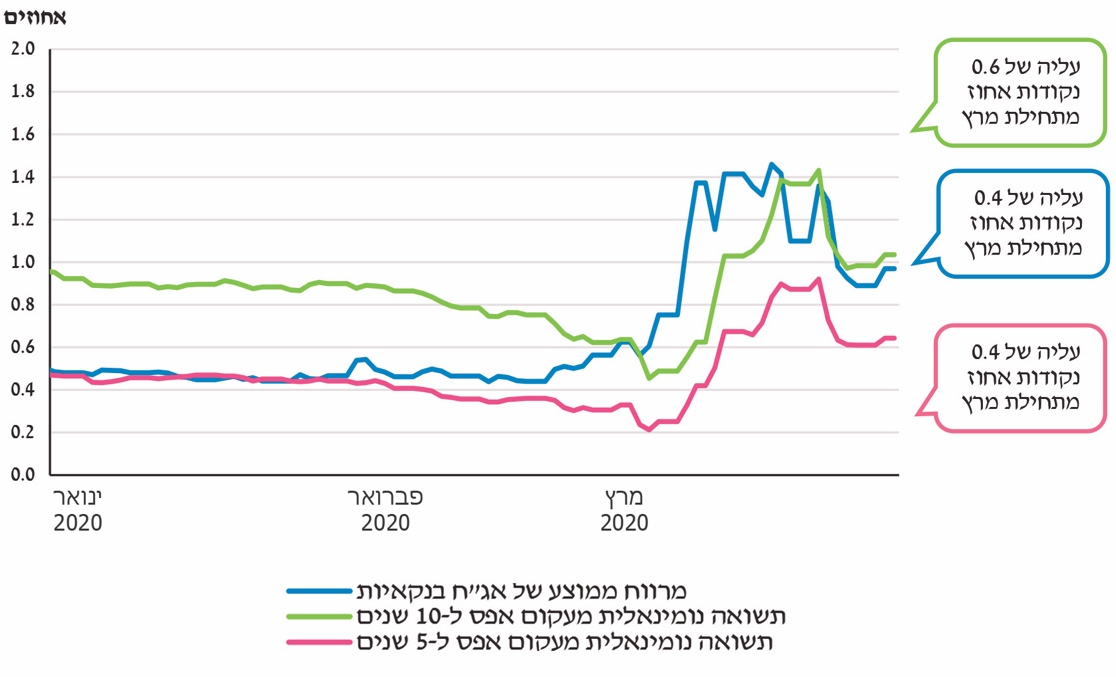 אחוזים
2.0
1.8
1.6
1.4
1.2
1.0
0.8
0.6
0.4
0.2
0.0
עליה של 0.6
נקודות אחוז
מתחילת מרץ
עליה של 0.4
נקודות אחוז
מתחילת מרץ
עליה של 0.4
נקודות אחוז
מתחילת מרץ
ינואר
2020
פברואר
2020
מרץ
2020
מרווח ממוצע של אג"ח בנקאיות
תשואה נומינאלית מעקום אפס ל-10 שנים
תשואה נומינאלית מעקום אפס ל-5 שנים